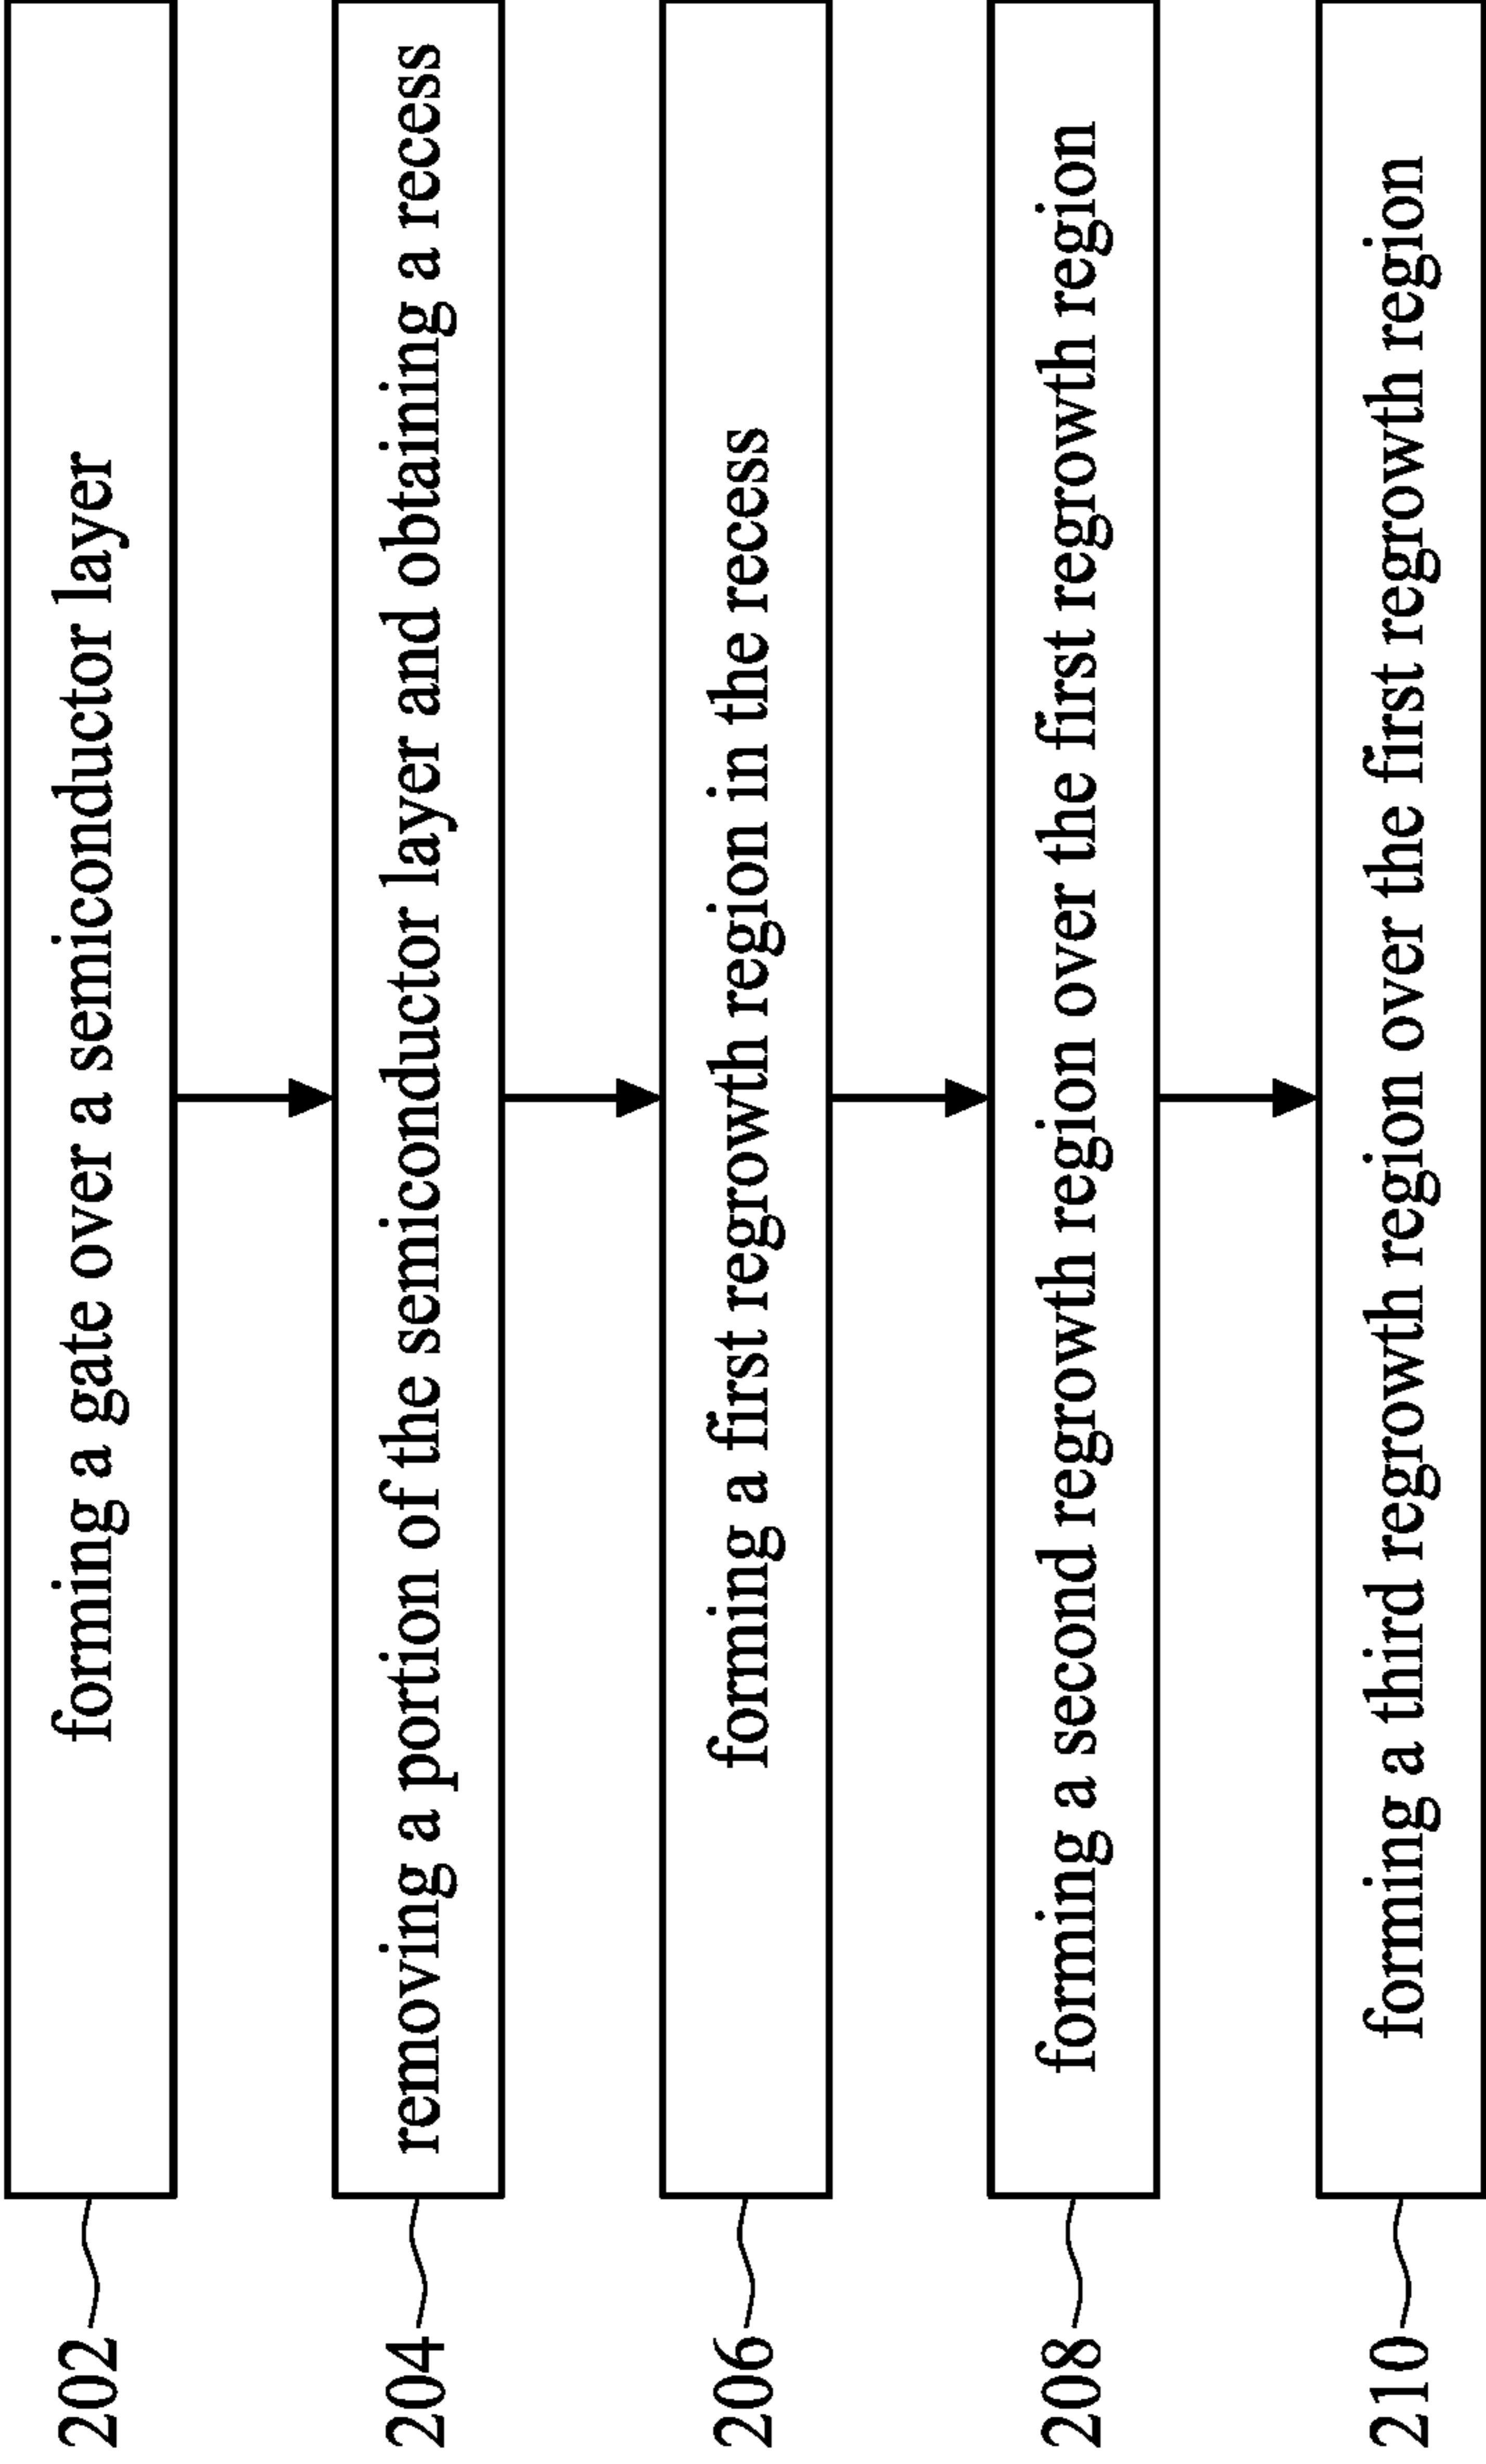 202
forming a gate over a semiconductor layer
204
removing a portion of the semiconductor layer and obtaining a recess
206
forming a first regrowth region in the recess
208
forming a second regrowth region over the first regrowth region
210
forming a third regrowth region over the first regrowth region